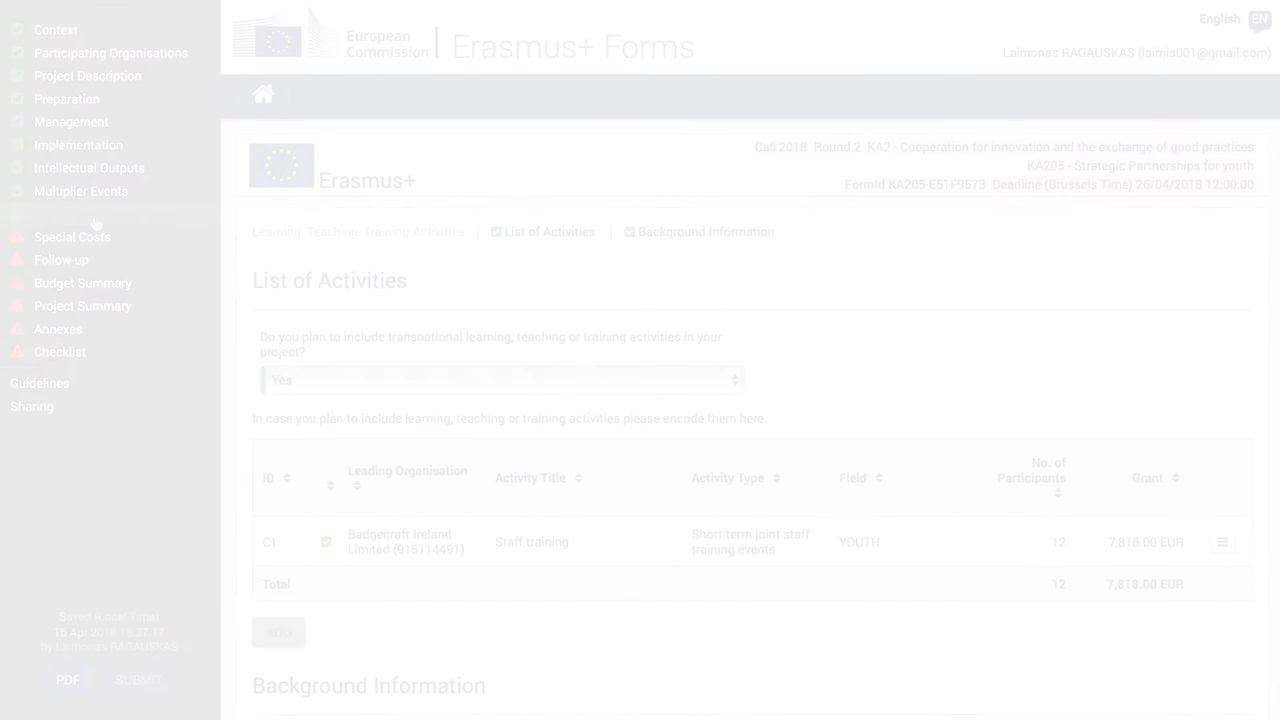 Context
Participating Organisations
Project Description
Preparation
Management
Implementation
Intellectual Outputs
Multiplier Events
Special Costs
Follow-up
Budget Summary
Project Summary
Annexes
Checklist
Guidelines
Sharing
Saved (Local Time)
16 Apr 2018 18:37:17
by Laimonas RAGAUSKAS
PDF
SUBMIT
European
Commission
Erasmus+ Forms
English EN
Laimonas RAGAUSKAS (laimis001@gmail.com)
Erasmus+
Call 2018 Round 2 KA2 - Cooperation for innovation and the exchange of good practices
KA205 - Strategic Partnerships for youth
FormId KA205-E51F9573 Deadline (Brussels Time) 26/04/2018 12:00:00
Learning, Teaching, Training Activities List of Activities Background Information
List of Activities
Do you plan to include transnational learning, teaching or training activities in your
project?
Yes
In case you plan to include learning, teaching or training activities please encode them here.
ID Leading Organisation Activity Title Activity Type Field No. of Participants Grant
C1 Badgecraft Ireland Limited (915114491) Staff training Short-term joint staff training events YOUTH 12 7,818.00 EUR
Total 12 7,818.00 EUR
Background Information